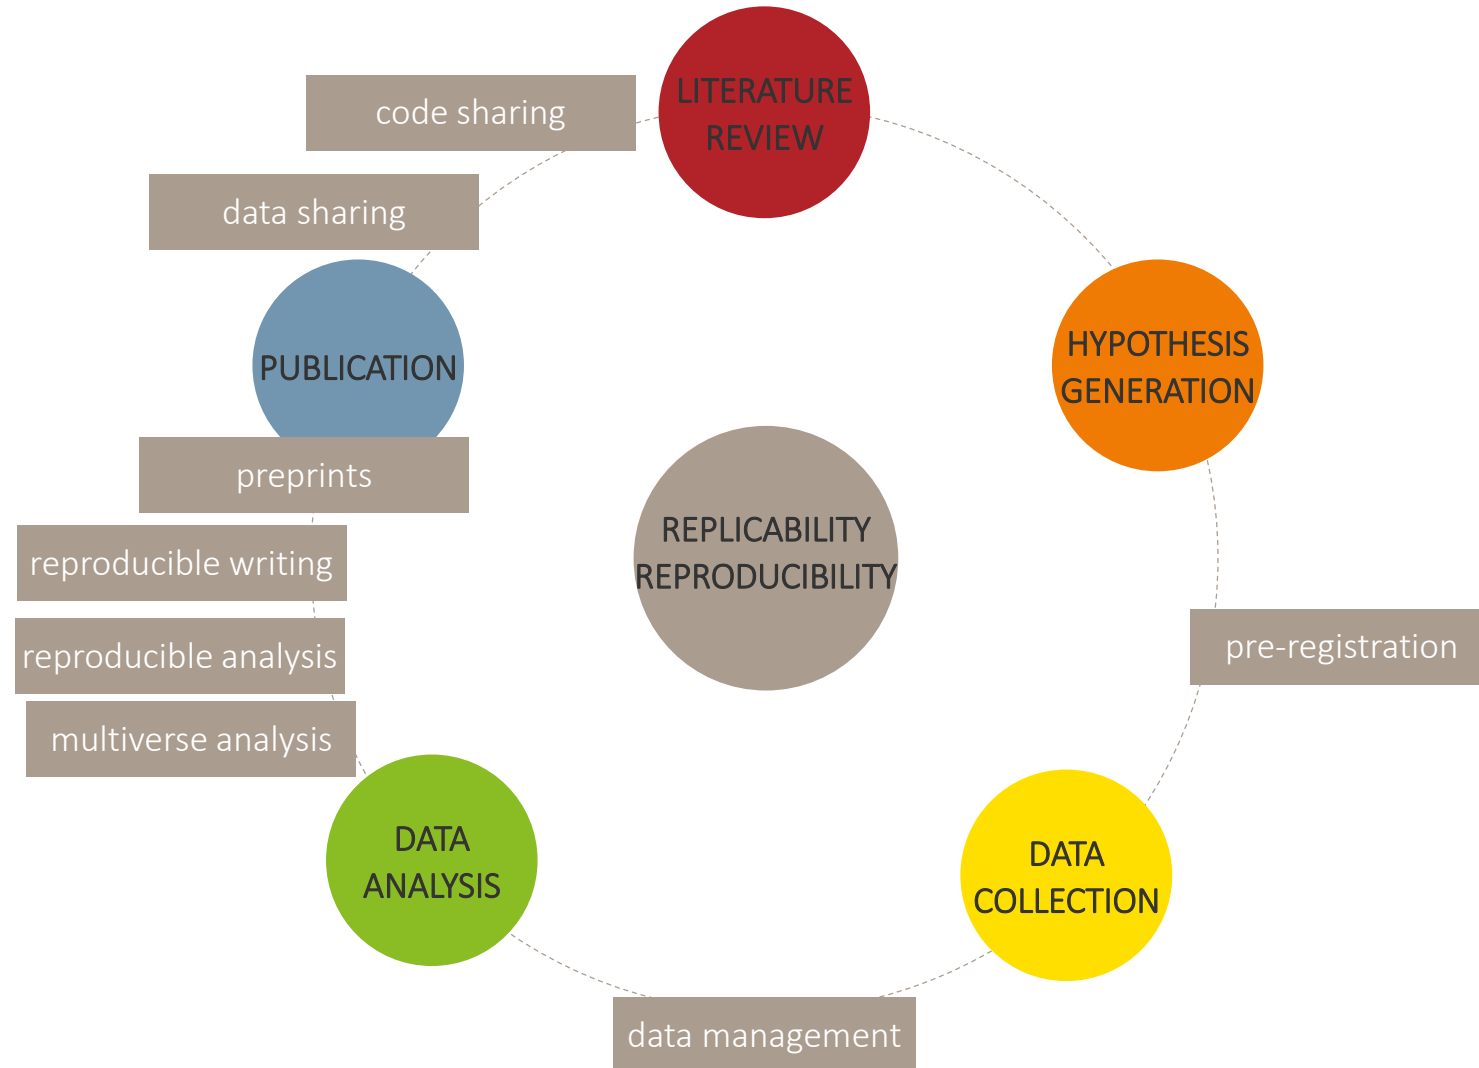 LITERATURE
REVIEW
code sharing
data sharing
PUBLICATION
HYPOTHESIS
GENERATION
preprints
REPLICABILITY
REPRODUCIBILITY
reproducible writing
reproducible analysis
pre-registration
multiverse analysis
DATA
ANALYSIS
DATA
COLLECTION
data management